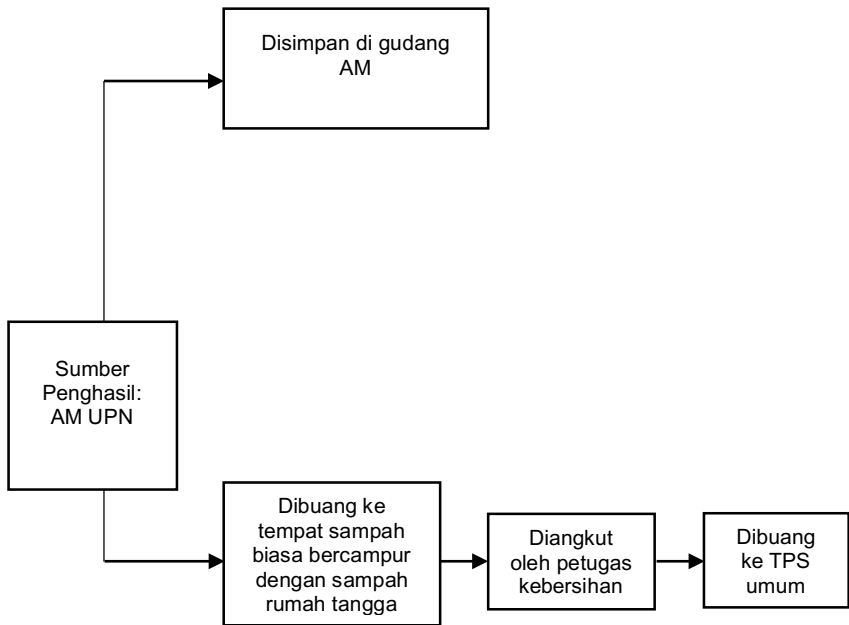 Disimpan di gudang
AM
Sumber
Penghasil:
AM UPN
Dibuang ke
tempat sampah
biasa bercampur
dengan sampah
rumah tangga
Diangkut
oleh petugas
kebersihan
Dibuang
ke TPS
umum